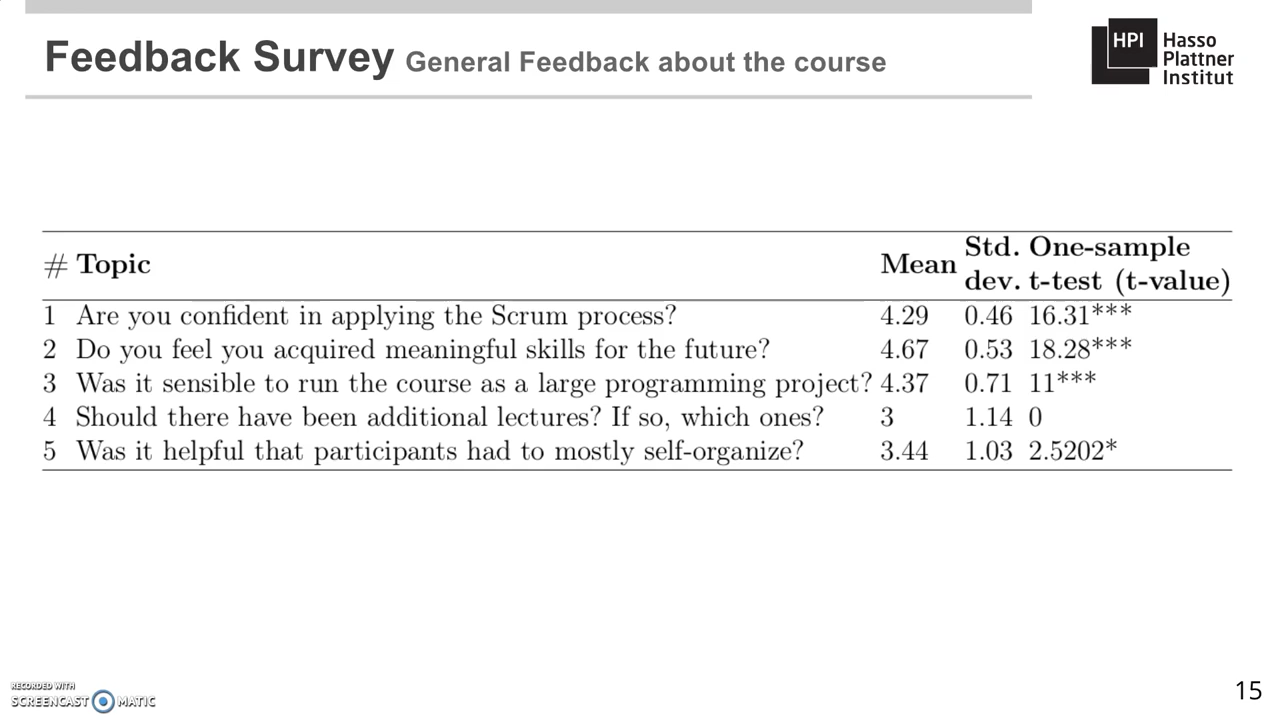 Feedback Survey General Feedback about the course
HPI Hasso
Plattner
Institut
# Topic Mean Std. dev. One-sample t-test (t-value)
1 Are you confident in applying the Scrum process? 4.29 0.46 16.31***
2 Do you feel you acquired meaningful skills for the future? 4.67 0.53 18.28***
3 Was it sensible to run the course as a large programming project? 4.37 0.71 11***
4 Should there have been additional lectures? If so, which ones? 3 1.14 0
5 Was it helpful that participants had to mostly self-organize? 3.44 1.03 2.5202*
RECORDED WITH
SCREENCAST MATIC
15